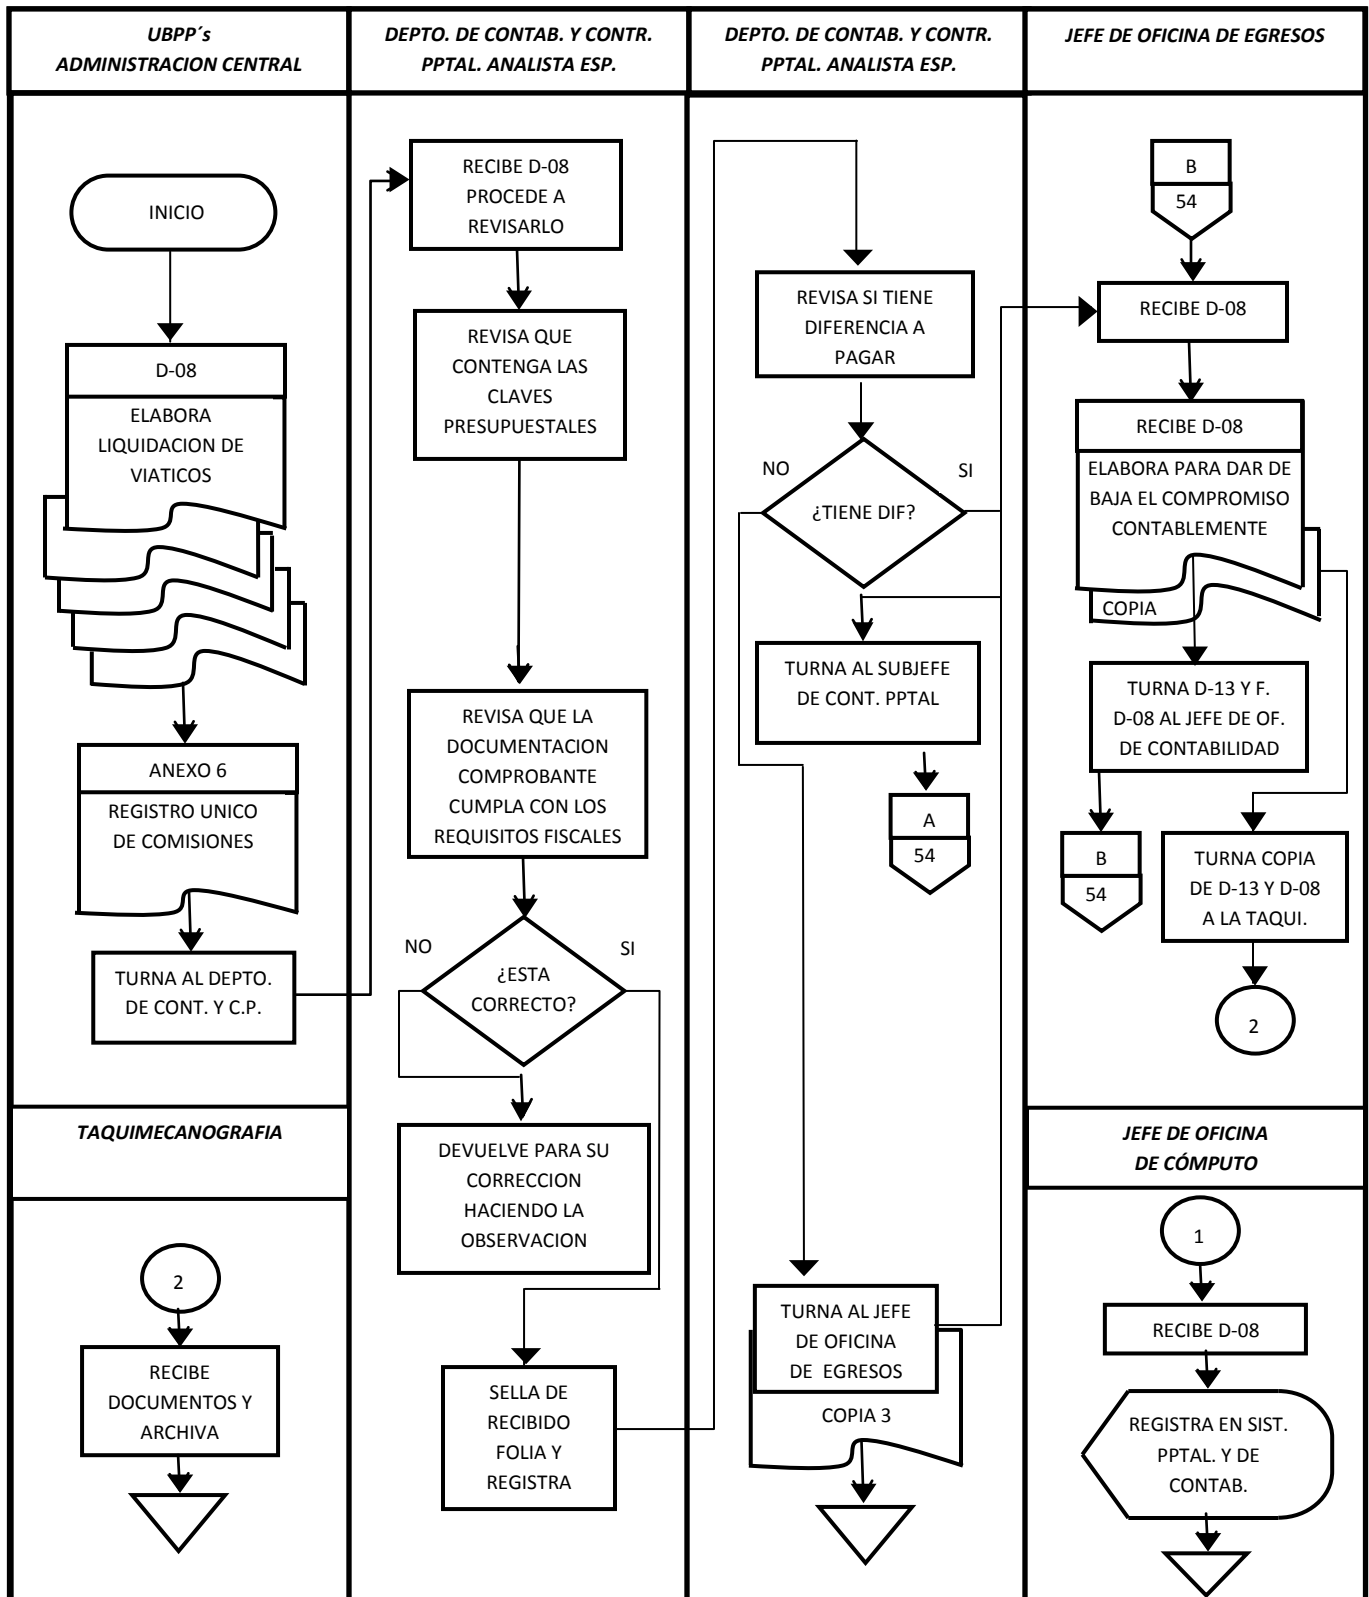 UBPP´s
ADMINISTRACION CENTRAL
INICIO
D-08
ELABORA
LIQUIDACION DE
VIATICOS
ANEXO 6
REGISTRO UNICO
DE COMISIONES
TURNA AL DEPTO.
DE CONT. Y C.P.
TAQUIMECANOGRAFIA
2
RECIBE
DOCUMENTOS Y
ARCHIVA
DEPTO. DE CONTAB. Y CONTR.
PPTAL. ANALISTA ESP.
RECIBE D-08
PROCEDE A
REVISARLO
REVISA QUE
CONTENGA LAS
CLAVES
PRESUPUESTALES
REVISA QUE LA
DOCUMENTACION
COMPROBANTE
CUMPLA CON LOS
REQUISITOS FISCALES
NO
SI
¿ESTA
CORRECTO?
DEVUELVE PARA SU
CORRECCION
HACIENDO LA
OBSERVACION
SELLA DE
RECIBIDO
FOLIA Y
REGISTRA
DEPTO. DE CONTAB. Y CONTR.
PPTAL. ANALISTA ESP.
REVISA SI TIENE
DIFERENCIA A
PAGAR
NO
SI
¿TIENE DIF?
TURNA AL SUBJEFE
DE CONT. PPTAL
A
54
TURNA AL JEFE
DE OFICINA
DE EGRESOS
COPIA 3
JEFE DE OFICINA DE EGRESOS
B
54
RECIBE D-08
RECIBE D-08
ELABORA PARA DAR DE
BAJA EL COMPROMISO
CONTABLEMENTE
COPIA
TURNA D-13 Y F.
D-08 AL JEFE DE OF.
DE CONTABILIDAD
B
54
TURNA COPIA
DE D-13 Y D-08
A LA TAQUI.
2
JEFE DE OFICINA
DE CÓMPUTO
1
RECIBE D-08
REGISTRA EN SIST.
PPTAL. Y DE
CONTAB.